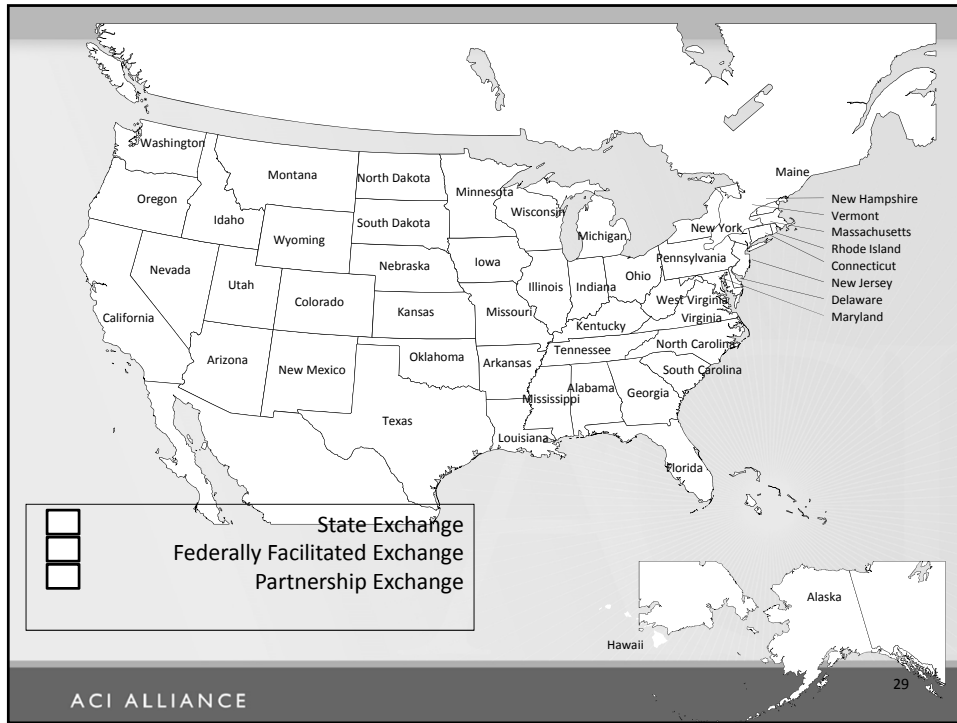 Washington
Montana
North Dakota
Minnesota
Maine
Oregon
Idaho
Wyoming
South Dakota
Wisconsin
Michigan
New York
New Hampshire
Vermont
Massachusetts
Rhode Island
Connecticut
New Jersey
Delaware
Maryland
Nevada
Utah
Colorado
Nebraska
Iowa
Illinois
Indiana
Ohio
Pennsylvania
California
Kansas
Missouri
West Virginia
Virginia
Kentucky
Arizona
New Mexico
Oklahoma
Arkansas
Tennessee
North Carolina
South Carolina
Texas
Mississippi
Alabama
Georgia
Louisiana
Florida
State Exchange
Federally Facilitated Exchange
Partnership Exchange
Alaska
Hawaii
29
ACI ALLIANCE